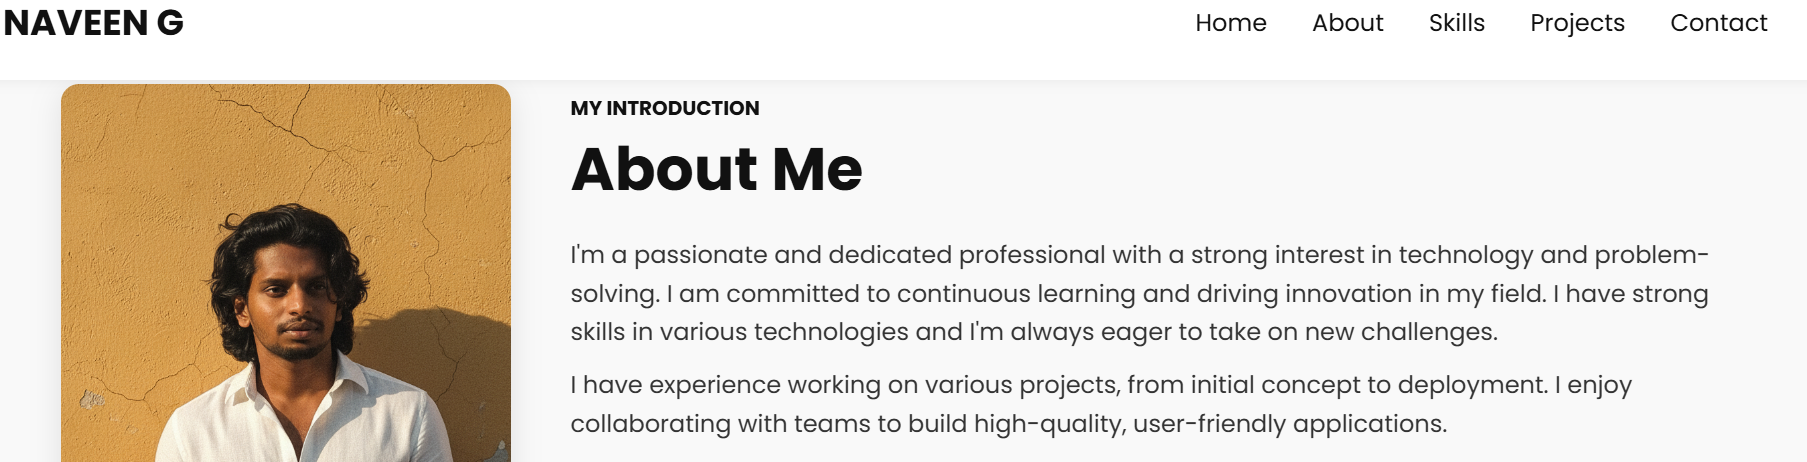 NAVEEN G
Home About Skills Projects Contact
MY INTRODUCTION
About Me
I'm a passionate and dedicated professional with a strong interest in technology and problem-
solving. I am committed to continuous learning and driving innovation in my field. I have strong
skills in various technologies and I'm always eager to take on new challenges.
I have experience working on various projects, from initial concept to deployment. I enjoy
collaborating with teams to build high-quality, user-friendly applications.